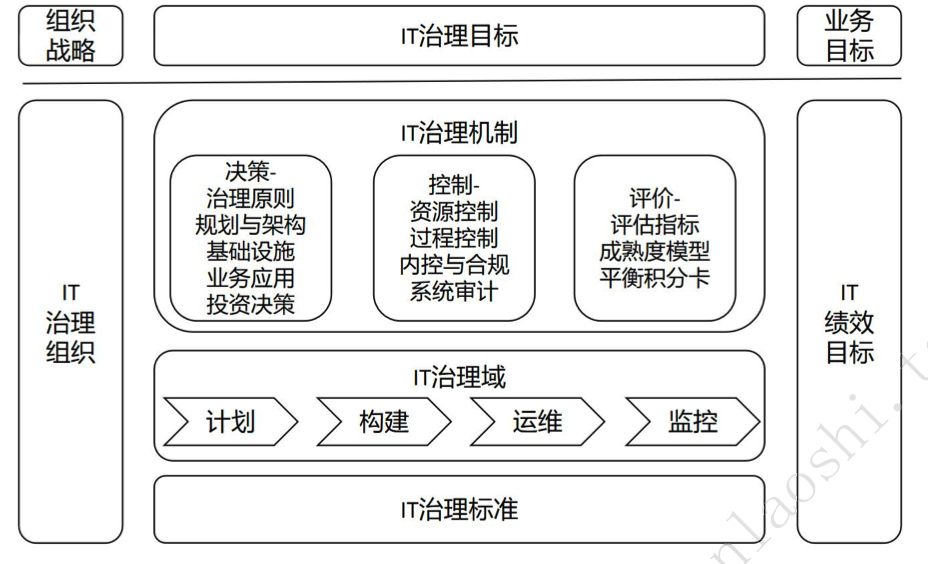 组织
战略
IT治理目标
业务
目标
IT
治理
组织
IT治理机制
决策-
治理原则
规划与架构
基础设施
业务应用
投资决策
控制-
资源控制
过程控制
内控与合规
系统审计
评价-
评估指标
成熟度模型
平衡积分卡
IT治理域
计划
构建
运维
监控
IT治理标准
IT
绩效
目标
nlaoshi.t